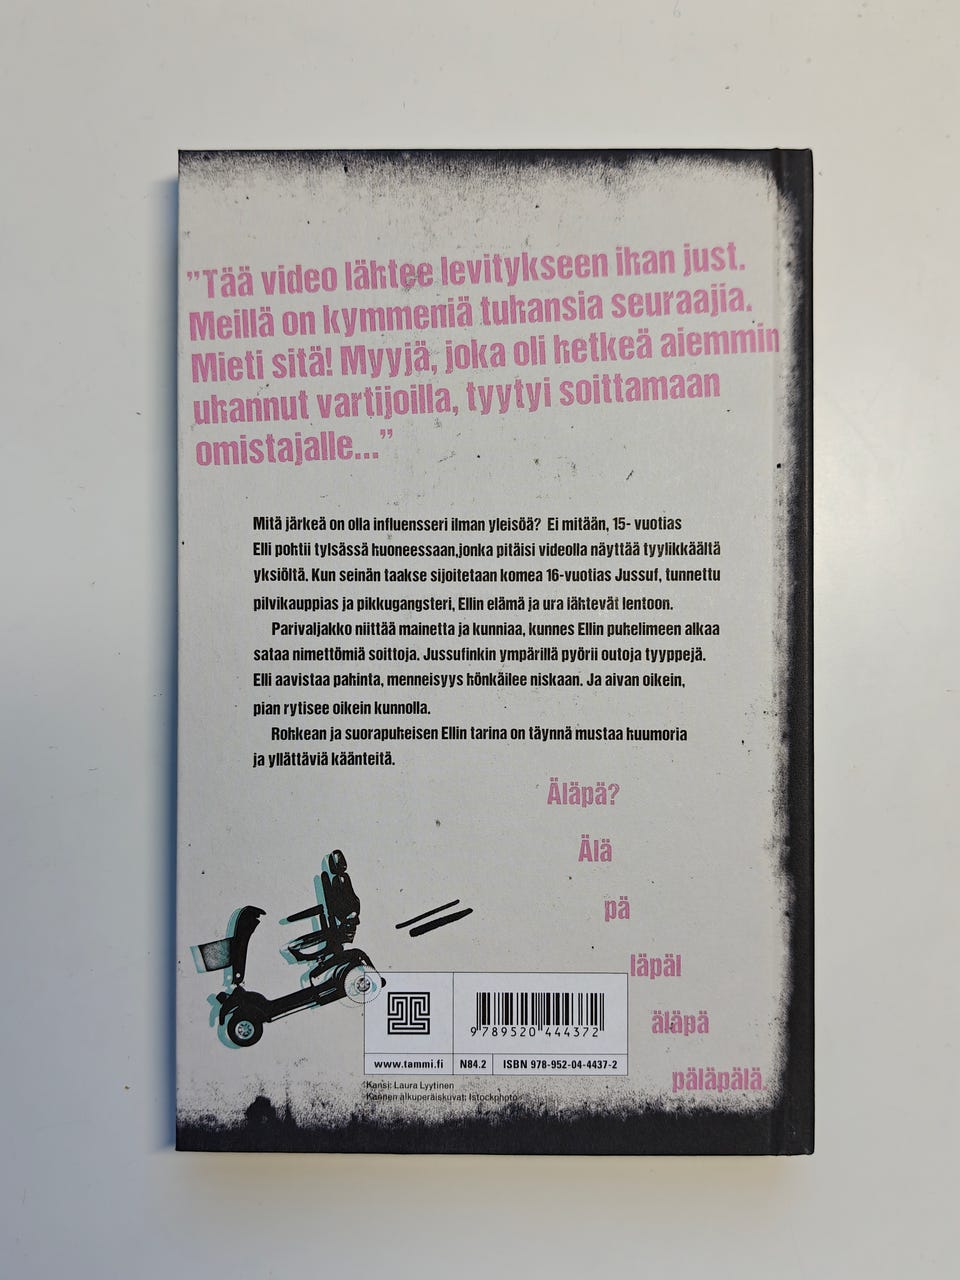 ”Tää video lähtee levitykseen ihan just.
Meillä on kymmeniä tuhansia seuraajia.
Mieti sitä! Myyjä, joka oli hetkeä aiemmin
uhannut vartijoilla, tyytyi soittamaan
omistajalle...”
Mitä järkeä on olla influensseri ilman yleisöä? Ei mitään, 15- vuotias
Elli pohtii tylsässä huoneessaan,jonka pitäisi videolla näyttää tyylikkäältä
yksiöltä. Kun seinän taakse sijoitetaan komea 16-vuotias Jussuf, tunnettu
pilvikauppias ja pikkugangsteri, Ellin elämä ja ura lähtevät lentoon.
Parivaljakko niittää mainetta ja kunniaa, kunnes Ellin puhelimeen alkaa
sataa nimettömiä soittoja. Jussufinkin ympärillä pyörii outoja tyyppejä.
Elli aavistaa pahinta, menneisyys hönkäilee niskaan. Ja aivan oikein,
pian rytisee oikein kunnolla.
Rohkean ja suorapuheisen Ellin tarina on täynnä mustaa huumoria
ja yllättäviä käänteitä.
Äläpä?
Älä
pä
läpäl
äläpä
päläpälä.
9 789520 444372
www.tammi.fi N84.2 ISBN 978-952-04-4437-2
Kansi: Laura Lyytinen
Kannen alkuperäiskuvat: Istockphoto